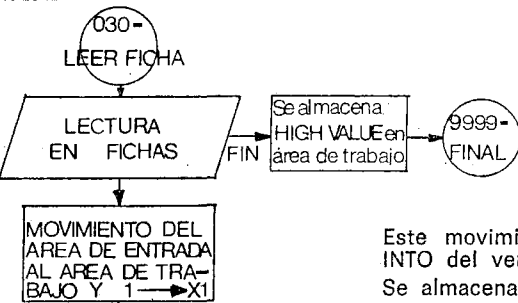 030-
LEER FICHA
LECTURA
EN FICHAS
FIN
Se almacena
HIGH VALUE en
área de trabajo
9999-
FINAL
MOVIMIENTO DEL
AREA DE ENTRADA
AL AREA DE TRA-
BAJO Y 1 → X1
Este movimi
INTO del ve
Se almacena